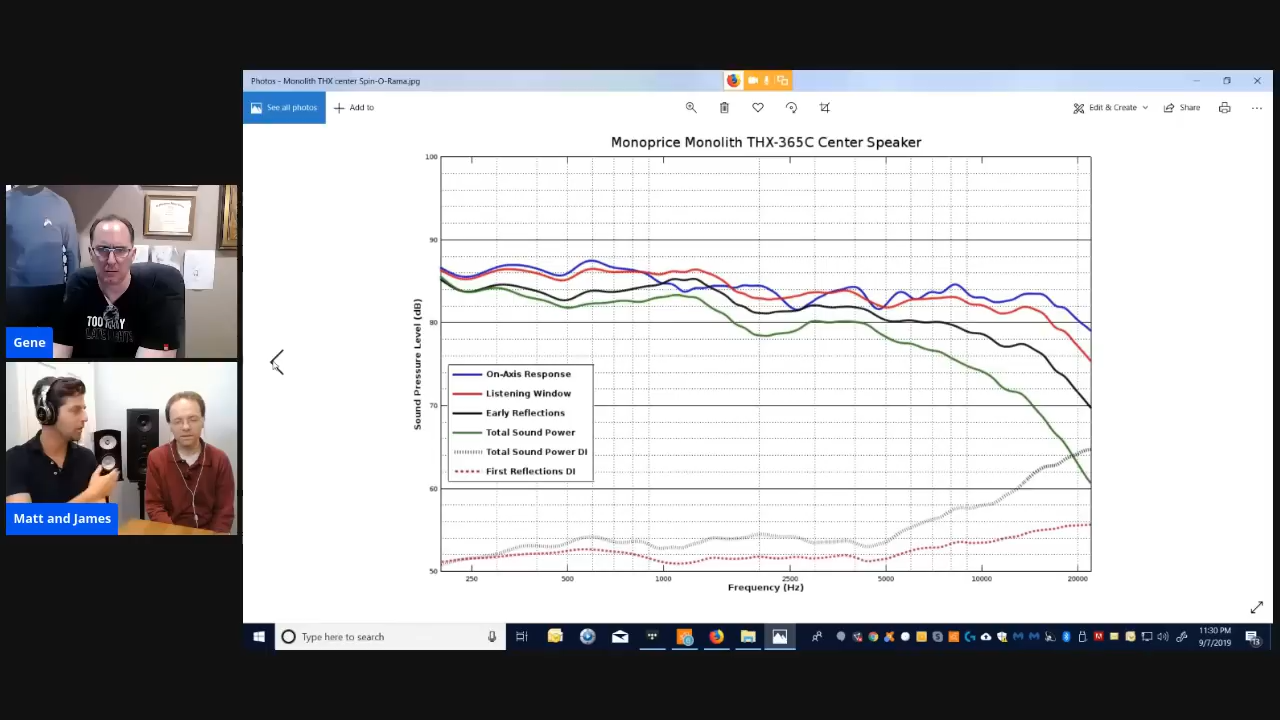 Photos - Monolith THX center Spin-O-Rama.jpg
See all photos
Add to
Edit & Create
Share
Monoprice Monolith THX-365C Center Speaker
Sound Pressure Level (dB)
100
90
80
70
60
50
On-Axis Response
Listening Window
Early Reflections
Total Sound Power
Total Sound Power DI
First Reflections DI
250 500 1000 2500 5000 10000 20000
Frequency (Hz)
Gene
Matt and James
Type here to search
11:30 PM
9/7/2019